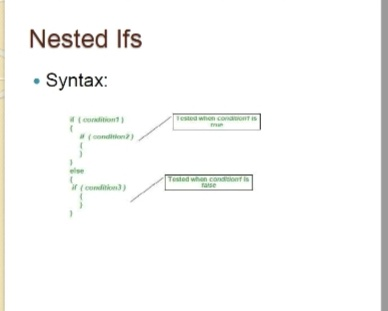 Nested Ifs
• Syntax:
if ( condition1 )
{
if ( condition2 )
{
}
}
else
{
if ( condition3 )
{
}
}
Tested when condition1 is
true
Tested when condition1 is
false